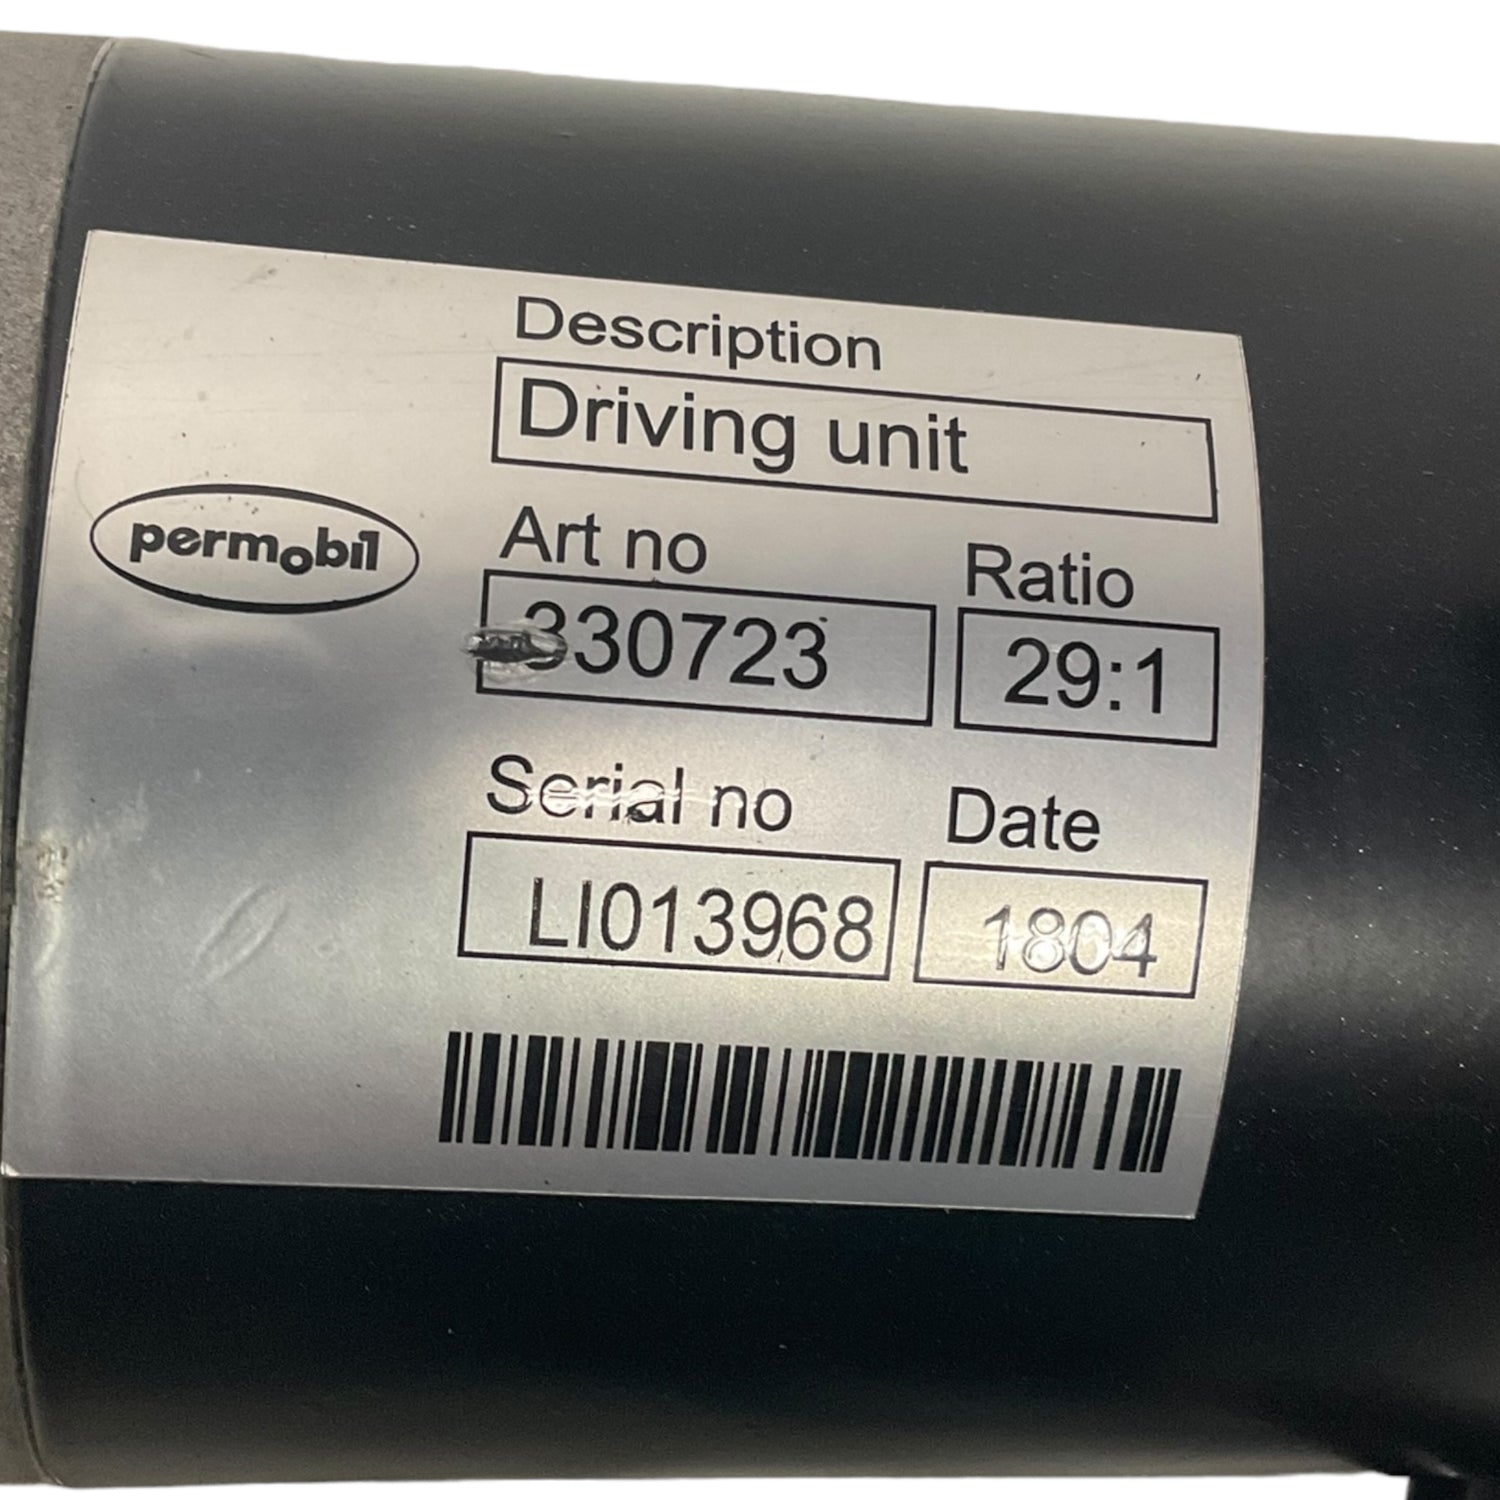 Description
Driving unit
permobil
Art no
Ratio
330723
29:1
Serial no
Date
LI013968
1804